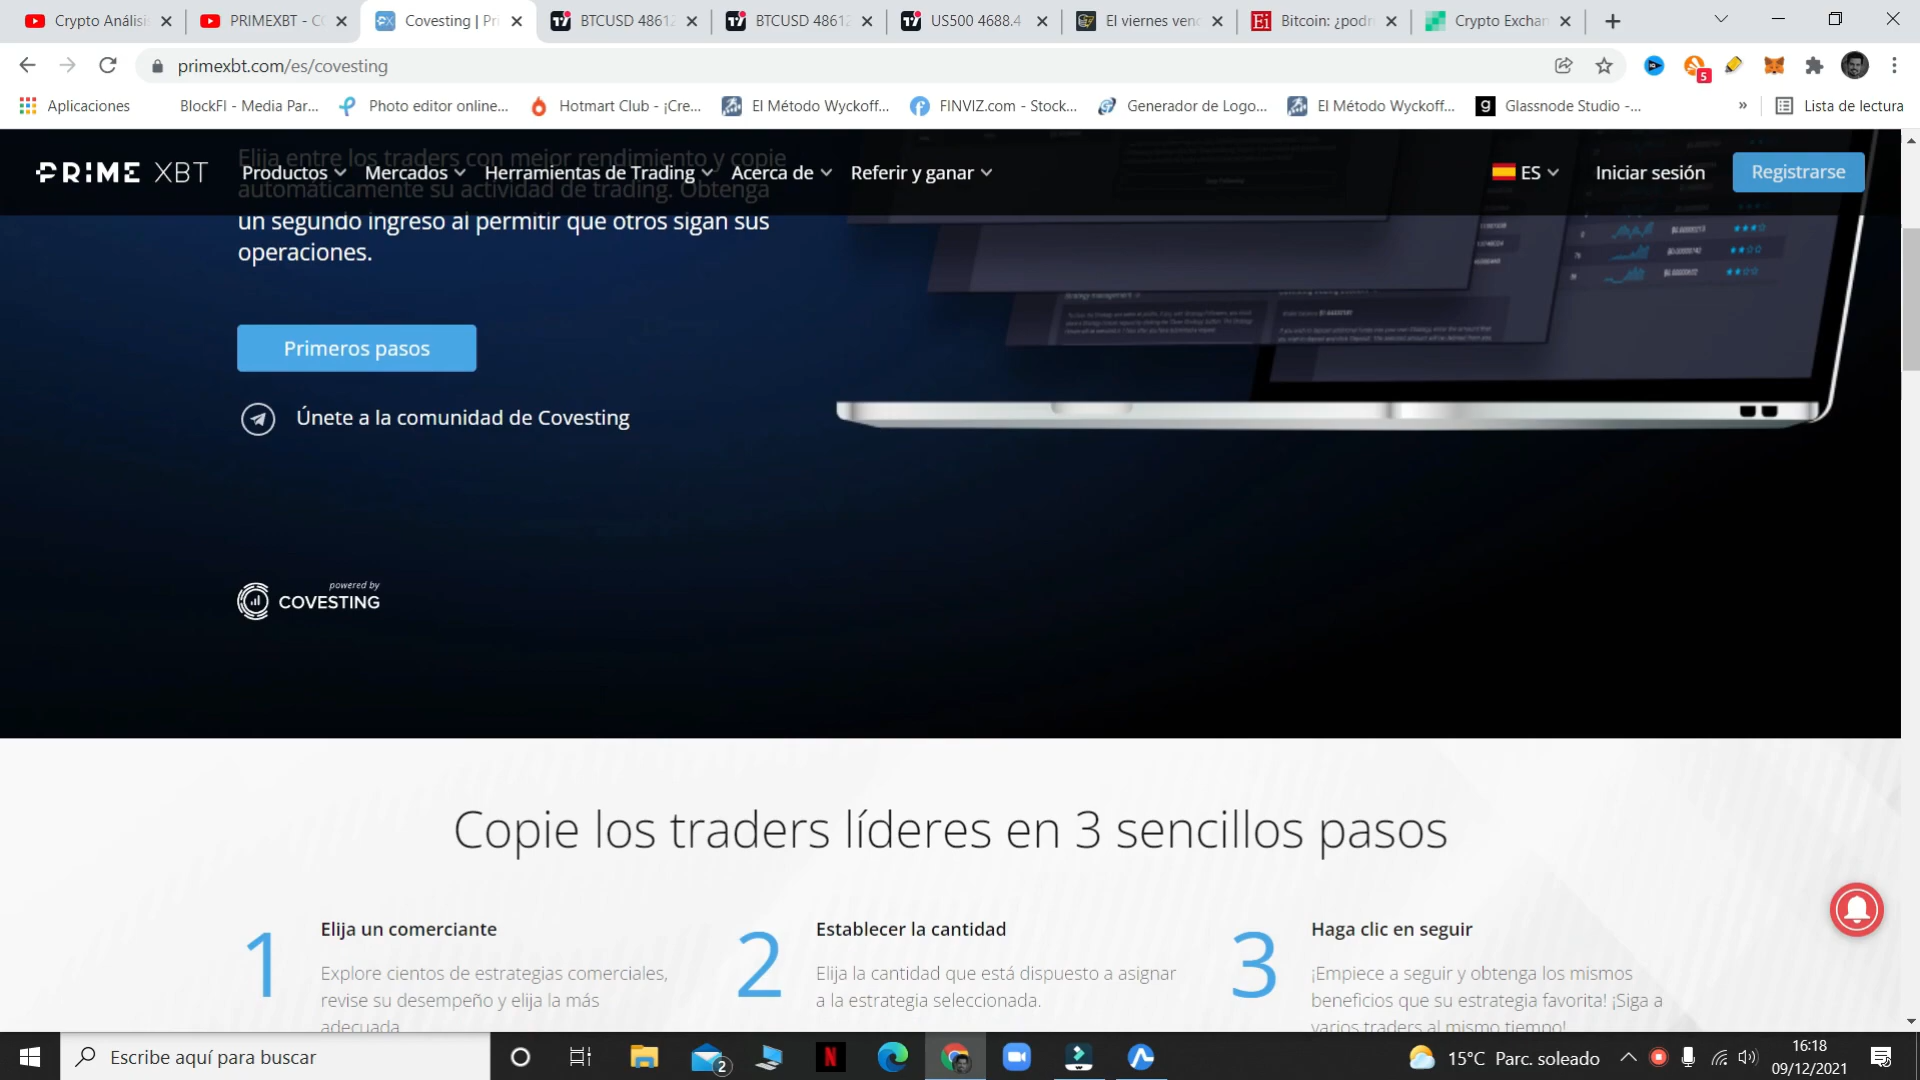 Crypto Análisi
PRIMEXBT - CO
Covesting | Pri
BTCUSD 48612
BTCUSD 48612
US500 4688.4
El viernes venc
Bitcoin: ¿podr
Crypto Exchan
primexbt.com/es/covesting
5
Aplicaciones
BlockFI - Media Par...
Photo editor online...
Hotmart Club - ¡Cre...
El Método Wyckoff...
FINVIZ.com - Stock...
Generador de Logo...
El Método Wyckoff...
Glassnode Studio -...
»
Lista de lectura
PRIME XBT
Productos
Mercados
Herramientas de Trading
Acerca de
Referir y ganar
ES
Iniciar sesión
Registrarse
Elija entre los traders con mejor rendimiento y copie
automáticamente su actividad de trading. Obtenga
un segundo ingreso al permitir que otros sigan sus
operaciones.
Primeros pasos
Únete a la comunidad de Covesting
powered by
COVESTING
Copie los traders líderes en 3 sencillos pasos
1
Elija un comerciante
Explore cientos de estrategias comerciales,
revise su desempeño y elija la más
adecuada.
2
Establecer la cantidad
Elija la cantidad que está dispuesto a asignar
a la estrategia seleccionada.
3
Haga clic en seguir
¡Empiece a seguir y obtenga los mismos
beneficios que su estrategia favorita! ¡Siga a
varios traders al mismo tiempo!
Escribe aquí para buscar
2
15°C Parc. soleado
16:18
09/12/2021